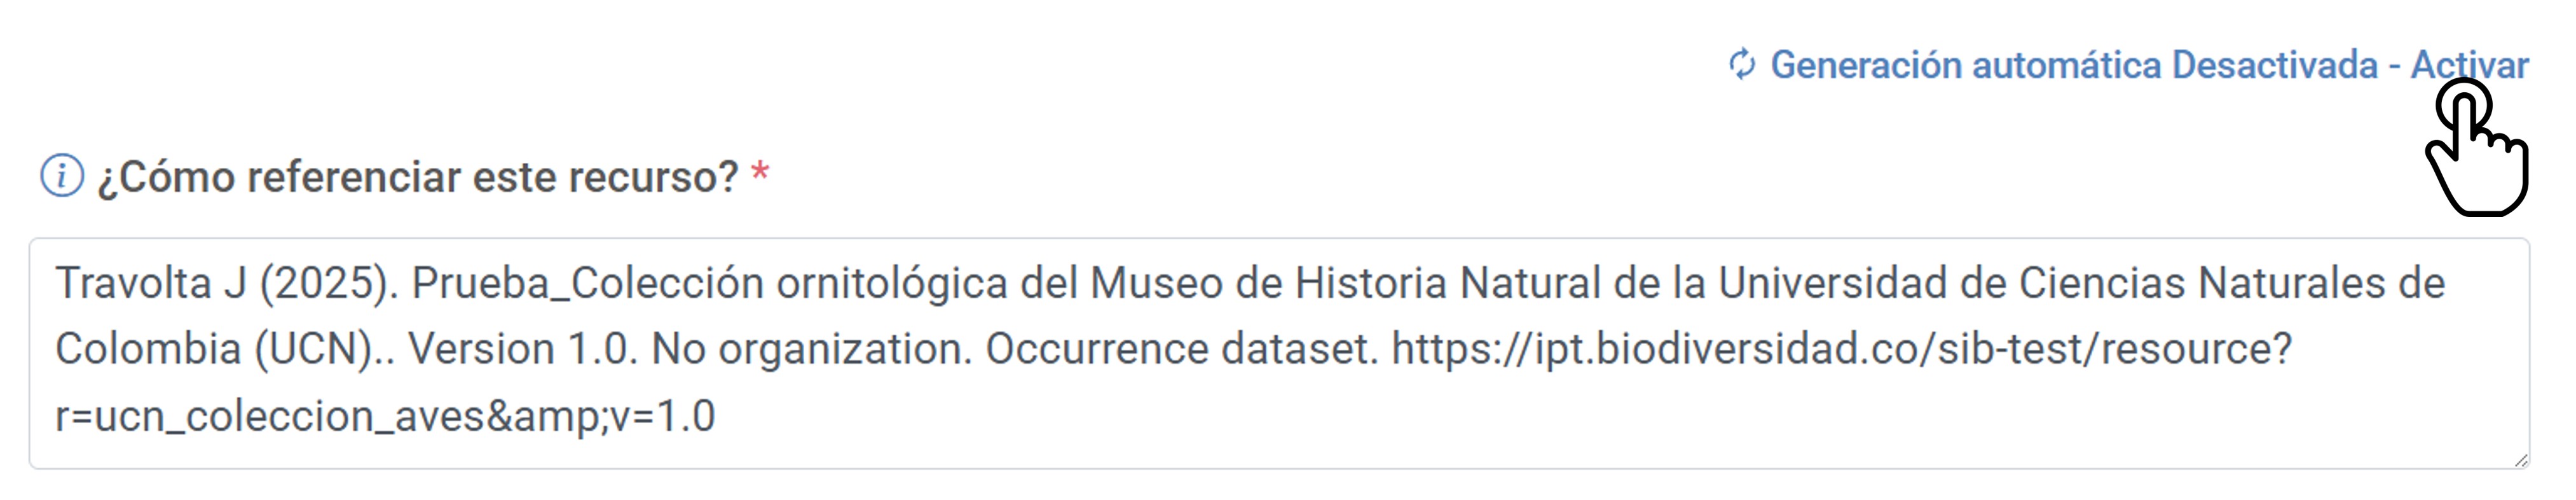 Generación automática Desactivada - Activar
¿Cómo referenciar este recurso? *
Travolta J (2025). Prueba_Colección ornitológica del Museo de Historia Natural de la Universidad de Ciencias Naturales de
Colombia (UCN).. Version 1.0. No organization. Occurrence dataset. https://ipt.biodiversidad.co/sib-test/resource?
r=ucn_coleccion_aves&amp;v=1.0